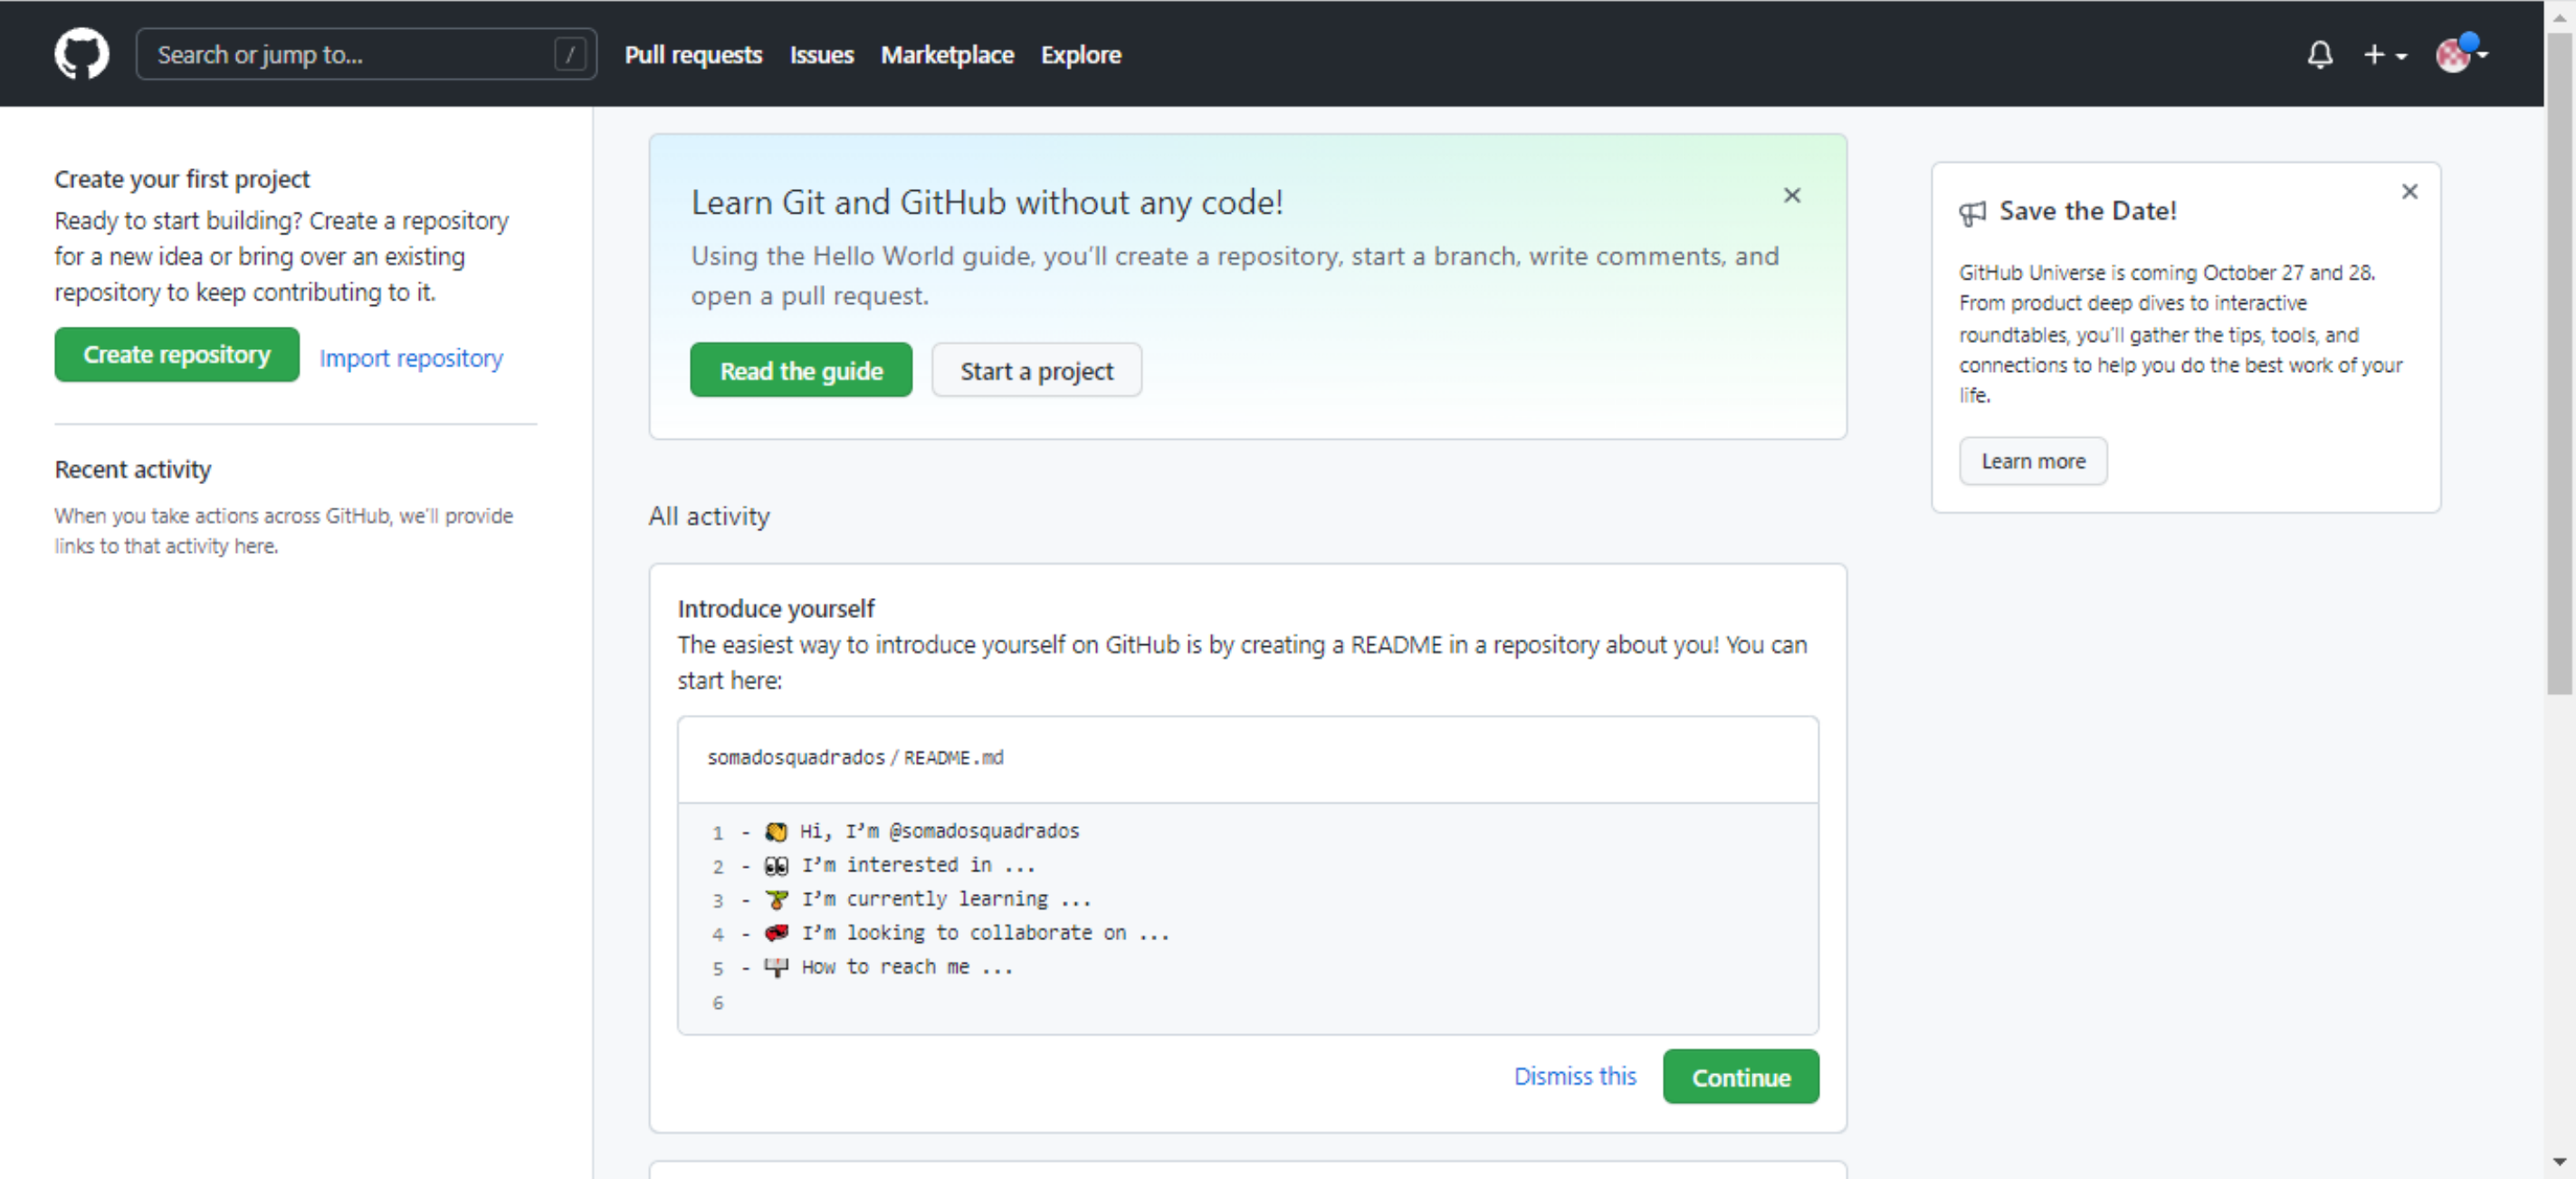 Search or jump to... /
Pull requests Issues Marketplace Explore
Create your first project
Ready to start building? Create a repository
for a new idea or bring over an existing
repository to keep contributing to it.
Create repository Import repository
Recent activity
When you take actions across GitHub, we'll provide
links to that activity here.
Learn Git and GitHub without any code!
Using the Hello World guide, you'll create a repository, start a branch, write comments, and
open a pull request.
Read the guide Start a project
All activity
Introduce yourself
The easiest way to introduce yourself on GitHub is by creating a README in a repository about you! You can
start here:
somadosquadrados / README.md
1 - 👋 Hi, I'm @somadosquadrados
2 - 👀 I'm interested in ...
3 - 🌱 I'm currently learning ...
4 - 💞️ I'm looking to collaborate on ...
5 - 📫 How to reach me ...
6
Dismiss this Continue
Save the Date!
GitHub Universe is coming October 27 and 28.
From product deep dives to interactive
roundtables, you'll gather the tips, tools, and
connections to help you do the best work of your
life.
Learn more